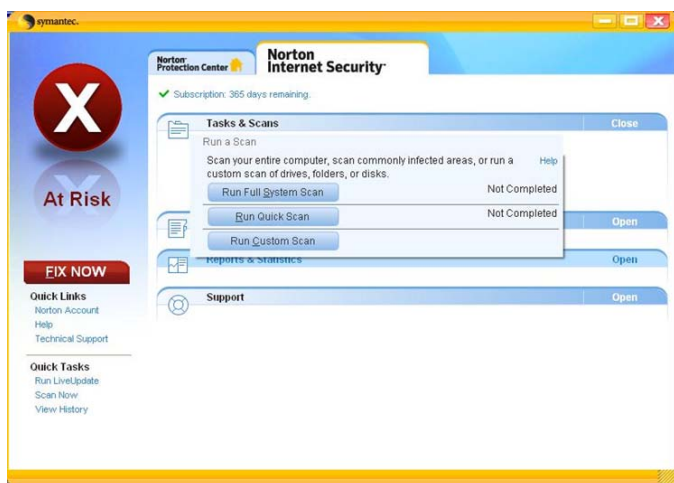 symantec.
Norton
Protection Center
Norton
Internet Security
Subscription: 365 days remaining.
X
At Risk
FIX NOW
Quick Links
Norton Account
Help
Technical Support
Quick Tasks
Run LiveUpdate
Scan Now
View History
Tasks & Scans Close
Run a Scan
Scan your entire computer, scan commonly infected areas, or run a Help
custom scan of drives, folders, or disks.
Run Full System Scan Not Completed
Run Quick Scan Not Completed
Run Custom Scan
Open
Reports & Statistics Open
Support Open